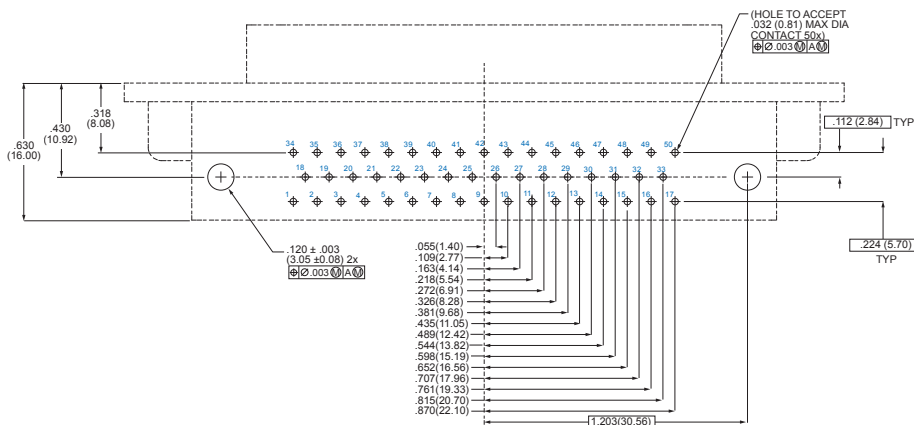 (HOLE TO ACCEPT
.032 (0.81) MAX DIA
CONTACT 50x)
⌖ Ø .003 Ⓜ A Ⓜ
.630
(16.00)
.430
(10.92)
.318
(8.08)
.112 (2.84) TYP
34 35 36 37 38 39 40 41 42 43 44 45 46 47 48 49 50
18 19 20 21 22 23 24 25 26 27 28 29 30 31 32 33
1 2 3 4 5 6 7 8 9 10 11 12 13 14 15 16 17
.120 ± .003
(3.05 ±0.08) 2x
⌖ Ø .003 Ⓜ A Ⓜ
.224 (5.70)
TYP
.055(1.40)
.109(2.77)
.163(4.14)
.218(5.54)
.272(6.91)
.326(8.28)
.381(9.68)
.435(11.05)
.489(12.42)
.544(13.82)
.598(15.19)
.652(16.56)
.707(17.96)
.761(19.33)
.815(20.70)
.870(22.10)
1.203(30.56)